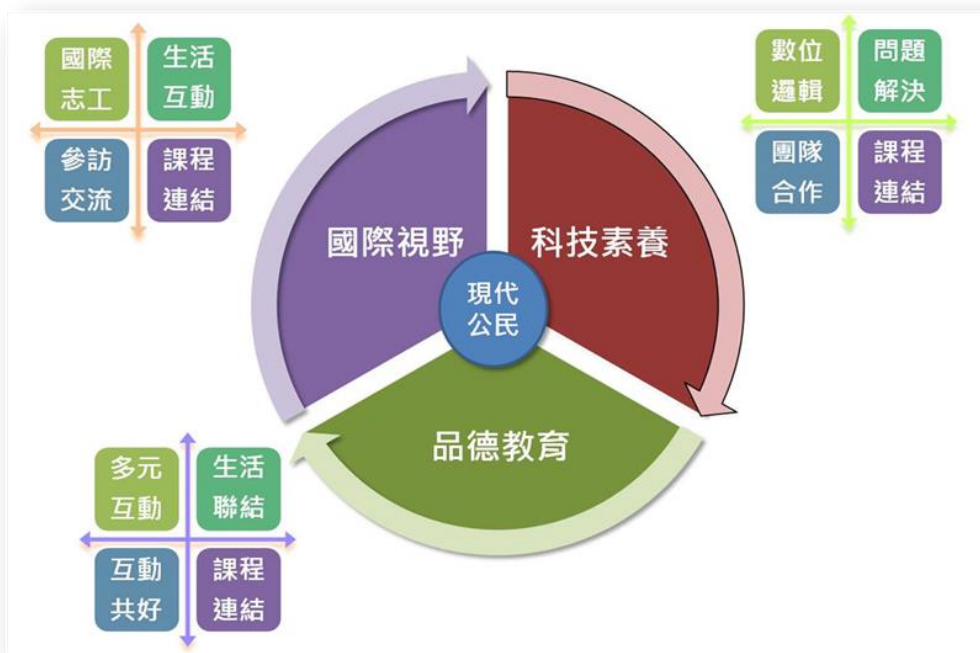 國際
志工
生活
互動
參訪
交流
課程
連結
數位
邏輯
問題
解決
團隊
合作
課程
連結
國際視野
科技素養
現代
公民
品德教育
多元
互動
生活
聯結
互動
共好
課程
連結